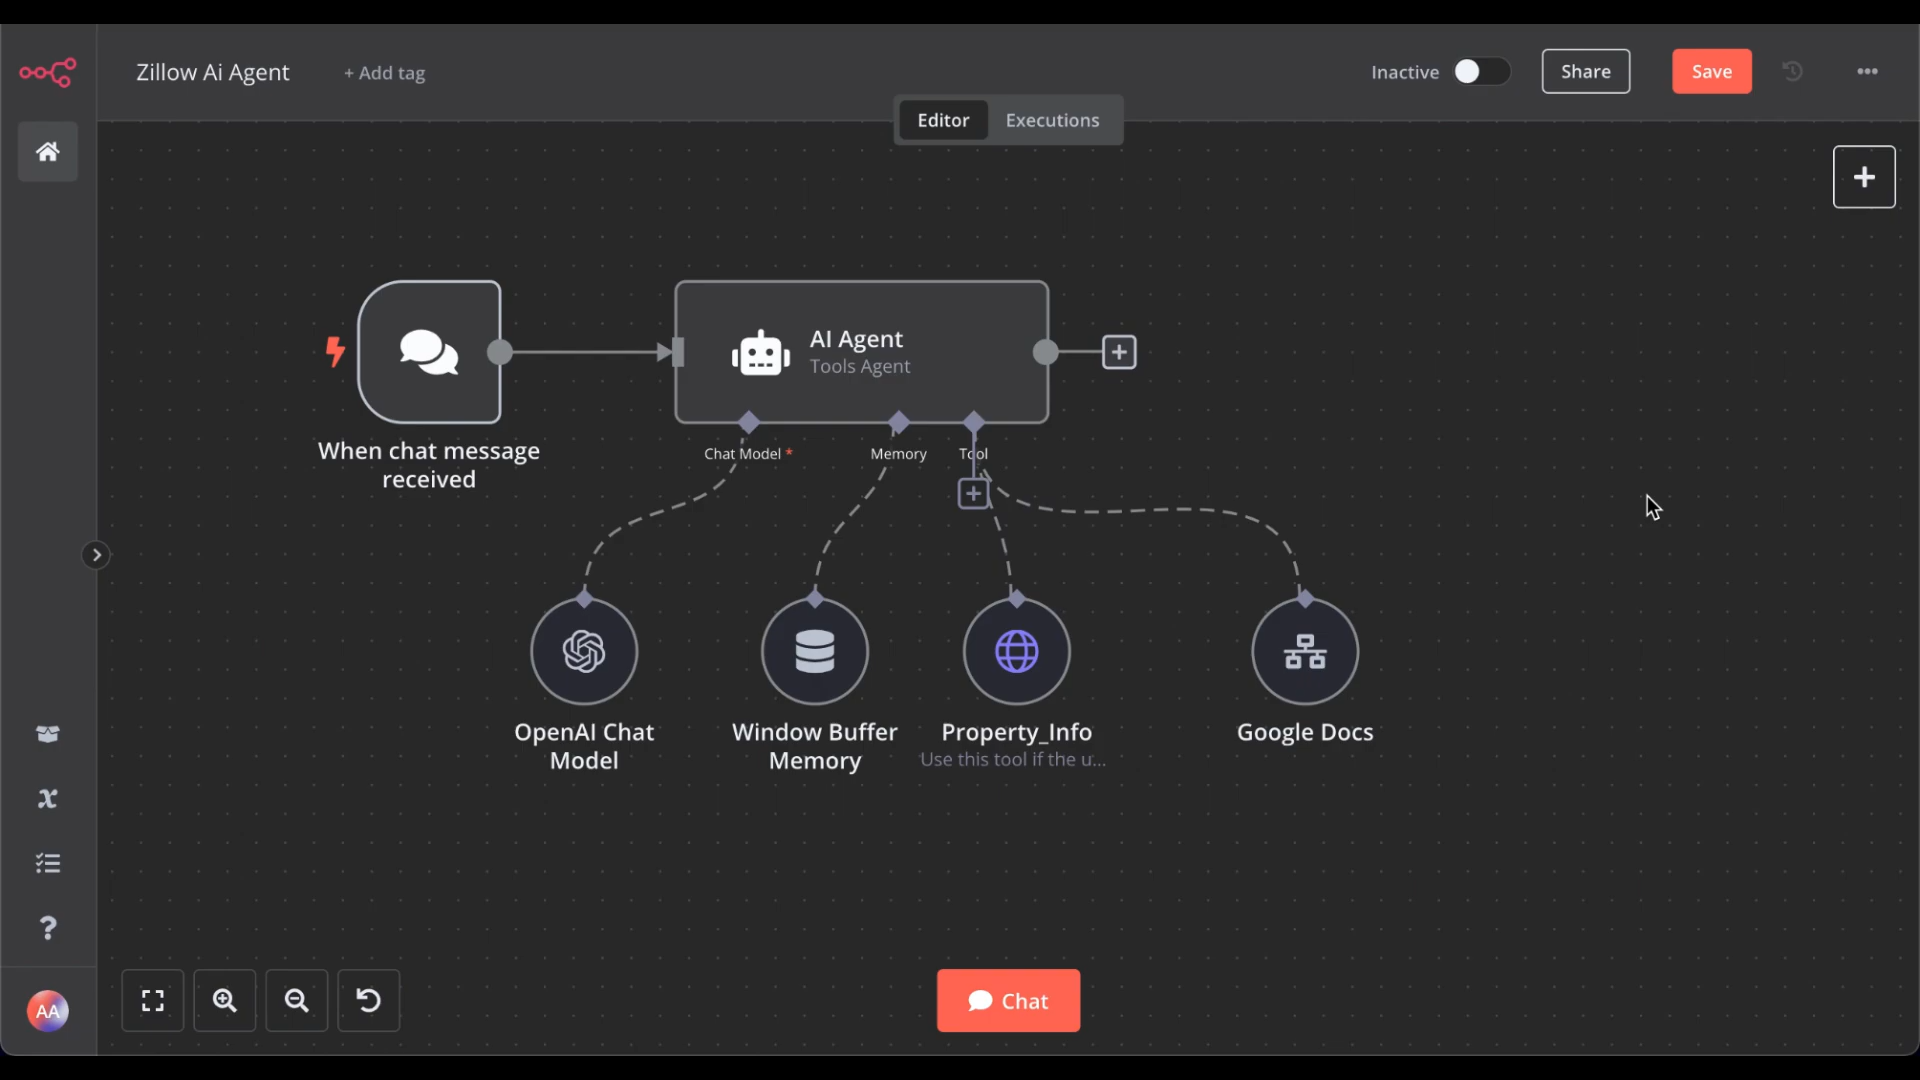 Zillow Ai Agent
+ Add tag
Inactive
Share
Save
Editor
Executions
AI Agent
Tools Agent
Chat Model *
Memory
Tool
When chat message
received
OpenAI Chat
Model
Window Buffer
Memory
Property_Info
Use this tool if the u...
Google Docs
AA
Chat